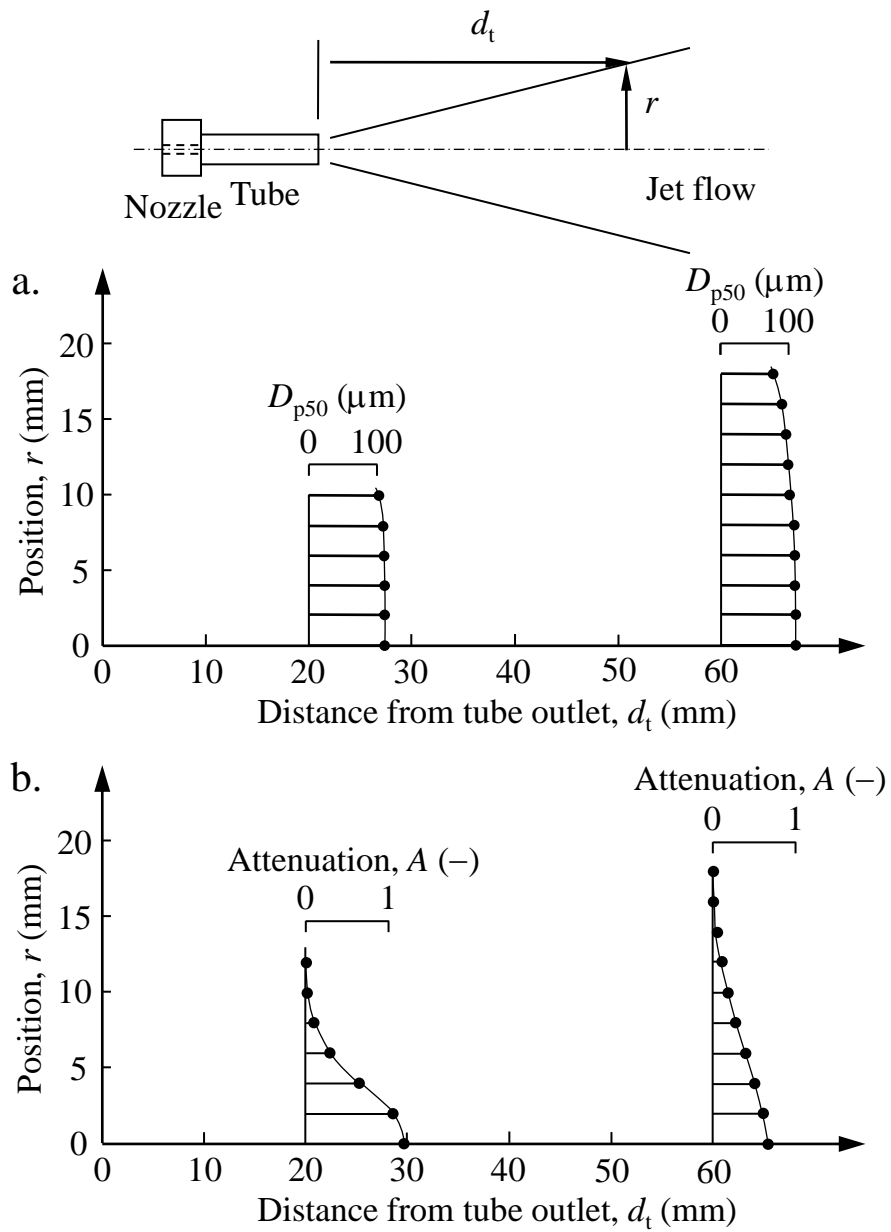 d_t
r
Nozzle Tube
Jet flow
a.
D_p50 (μm)
0 100
D_p50 (μm)
0 100
20
15
10
5
0
Position, r (mm)
0 10 20 30 40 50 60
Distance from tube outlet, d_t (mm)
b.
Attenuation, A (–)
0 1
Attenuation, A (–)
0 1
20
15
10
5
0
Position, r (mm)
0 10 20 30 40 50 60
Distance from tube outlet, d_t (mm)